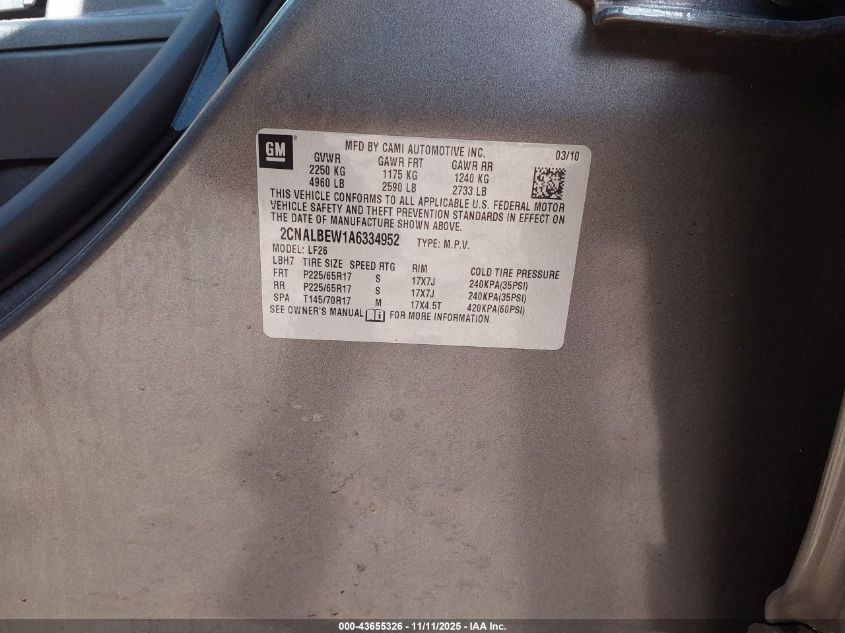 GM ®
MFD BY CAMI AUTOMOTIVE INC. 03/10
GVWR GAWR FRT GAWR RR
2250 KG 1175 KG 1240 KG
4960 LB 2590 LB 2733 LB
THIS VEHICLE CONFORMS TO ALL APPLICABLE U.S. FEDERAL MOTOR
VEHICLE SAFETY AND THEFT PREVENTION STANDARDS IN EFFECT ON
THE DATE OF MANUFACTURE SHOWN ABOVE.
2CNALBEW1A6334952 TYPE: M.P.V.
MODEL: LF26
LBH7 TIRE SIZE SPEED RTG RIM COLD TIRE PRESSURE
FRT P225/65R17 S 17X7J 240KPA(35PSI)
RR P225/65R17 S 17X7J 240KPA(35PSI)
SPA T145/70R17 M 17X4.5T 420KPA(60PSI)
SEE OWNER'S MANUAL FOR MORE INFORMATION.
000-43655326 - 11/11/2025 - IAA Inc.